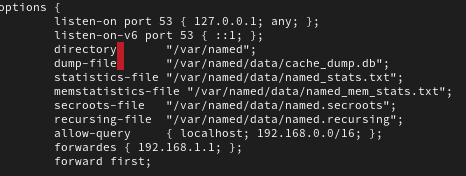 options {
listen-on port 53 { 127.0.0.1; any; };
listen-on-v6 port 53 { ::1; };
directory "/var/named";
dump-file "/var/named/data/cache_dump.db";
statistics-file "/var/named/data/named_stats.txt";
memstatistics-file "/var/named/data/named_mem_stats.txt";
secroots-file "/var/named/data/named.secroots";
recursing-file "/var/named/data/named.recursing";
allow-query { localhost; 192.168.0.0/16; };
forwardes { 192.168.1.1; };
forward first;